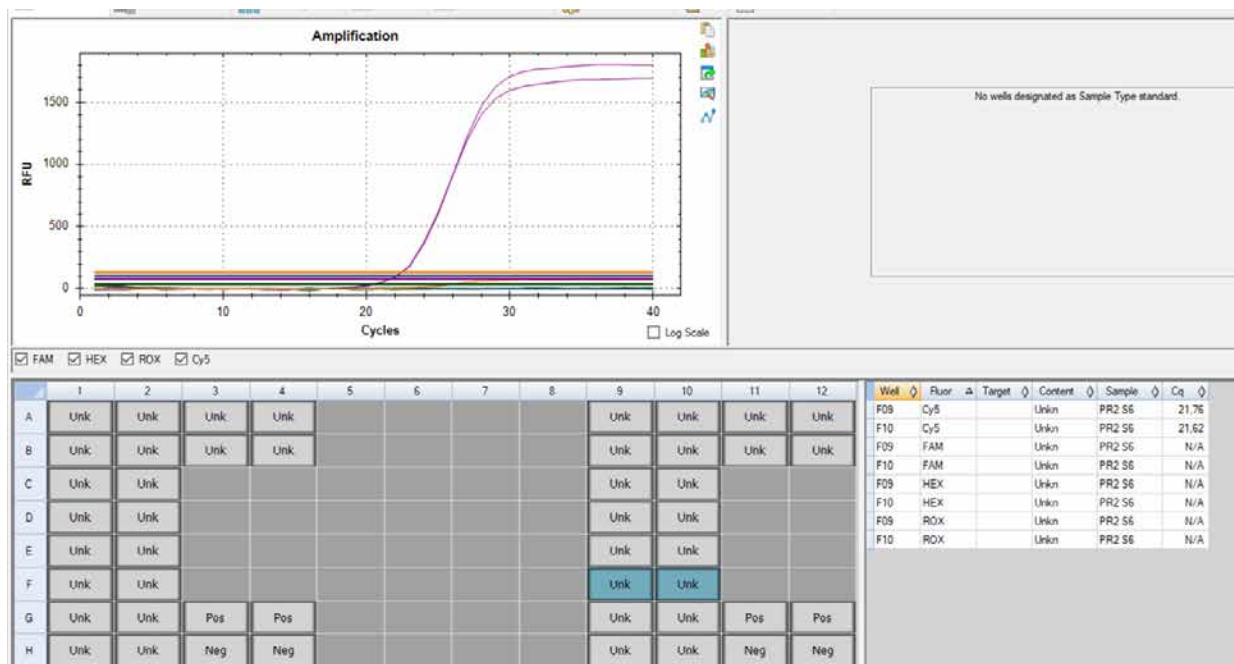 Amplification
No wells designated as Sample Type standard.
1500
1000
500
0
RFU
0 10 20 30 40
Cycles
Log Scale
FAM HEX ROX Cy5
1 2 3 4 5 6 7 8 9 10 11 12
A Unk Unk Unk Unk Unk Unk Unk Unk
B Unk Unk Unk Unk Unk Unk Unk Unk
C Unk Unk Unk Unk
D Unk Unk Unk Unk
E Unk Unk Unk Unk
F Unk Unk Unk Unk
G Unk Unk Pos Pos Unk Unk Pos Pos
H Unk Unk Neg Neg Unk Unk Neg Neg
Well Fluor Target Content Sample Cq
F09 Cy5 Unkn PR2 S6 21,76
F10 Cy5 Unkn PR2 S6 21,62
F09 FAM Unkn PR2 S6 N/A
F10 FAM Unkn PR2 S6 N/A
F09 HEX Unkn PR2 S6 N/A
F10 HEX Unkn PR2 S6 N/A
F09 ROX Unkn PR2 S6 N/A
F10 ROX Unkn PR2 S6 N/A